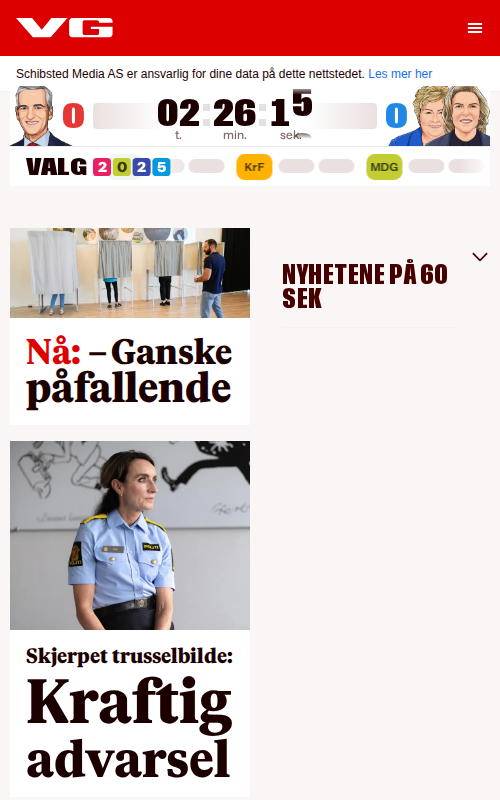 VG
Schibsted Media AS er ansvarlig for dine data på dette nettstedet. Les mer her
0 02:26:15 0
t. min. sek.
VALG 2025 KrF MDG
NYHETENE PÅ 60
SEK
Nå: – Ganske
påfallende
POLITI
Skjerpet trusselbilde:
Kraftig
advarsel